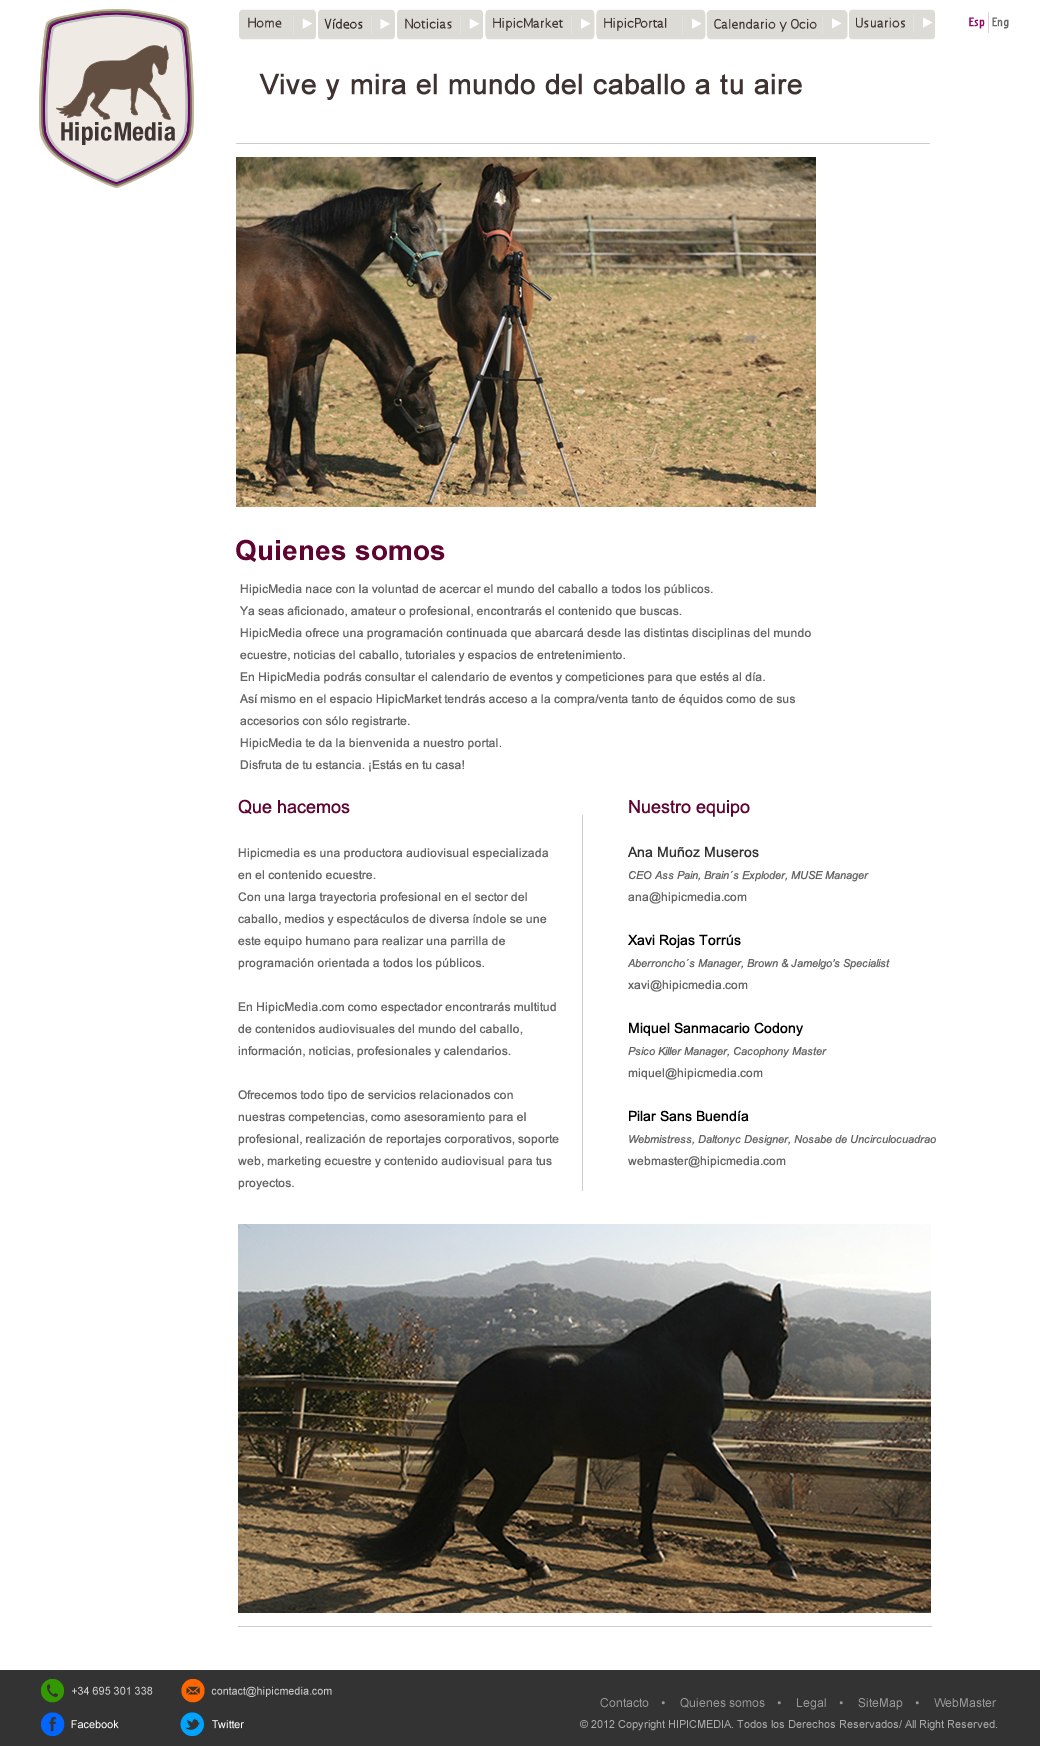 Home
Vídeos
Noticias
HipicMarket
HipicPortal
Calendario y Ocio
Usuarios
Esp
Eng
HipicMedia
Vive y mira el mundo del caballo a tu aire
Quienes somos
HipicMedia nace con la voluntad de acercar el mundo del caballo a todos los públicos.
Ya seas aficionado, amateur o profesional, encontrarás el contenido que buscas.
HipicMedia ofrece una programación continuada que abarcará desde las distintas disciplinas del mundo
ecuestre, noticias del caballo, tutoriales y espacios de entretenimiento.
En HipicMedia podrás consultar el calendario de eventos y competiciones para que estés al día.
Así mismo en el espacio HipicMarket tendrás acceso a la compra/venta tanto de équidos como de sus
accesorios con sólo registrarte.
HipicMedia te da la bienvenida a nuestro portal.
Disfruta de tu estancia. ¡Estás en tu casa!
Que hacemos
Hipicmedia es una productora audiovisual especializada
en el contenido ecuestre.
Con una larga trayectoria profesional en el sector del
caballo, medios y espectáculos de diversa índole se une
este equipo humano para realizar una parrilla de
programación orientada a todos los públicos.
En HipicMedia.com como espectador encontrarás multitud
de contenidos audiovisuales del mundo del caballo,
información, noticias, profesionales y calendarios.
Ofrecemos todo tipo de servicios relacionados con
nuestras competencias, como asesoramiento para el
profesional, realización de reportajes corporativos, soporte
web, marketing ecuestre y contenido audiovisual para tus
proyectos.
Nuestro equipo
Ana Muñoz Museros
CEO Ass Pain, Brain´s Exploder, MUSE Manager
ana@hipicmedia.com
Xavi Rojas Torrús
Aberroncho´s Manager, Brown & Jamelgo's Specialist
xavi@hipicmedia.com
Miquel Sanmacario Codony
Psico Killer Manager, Cacophony Master
miquel@hipicmedia.com
Pilar Sans Buendía
Webmistress, Daltonyc Designer, Nosabe de Uncirculocuadrao
webmaster@hipicmedia.com
+34 695 301 338
contact@hipicmedia.com
Facebook
Twitter
Contacto • Quienes somos • Legal • SiteMap • WebMaster
© 2012 Copyright HIPICMEDIA. Todos los Derechos Reservados/ All Right Reserved.